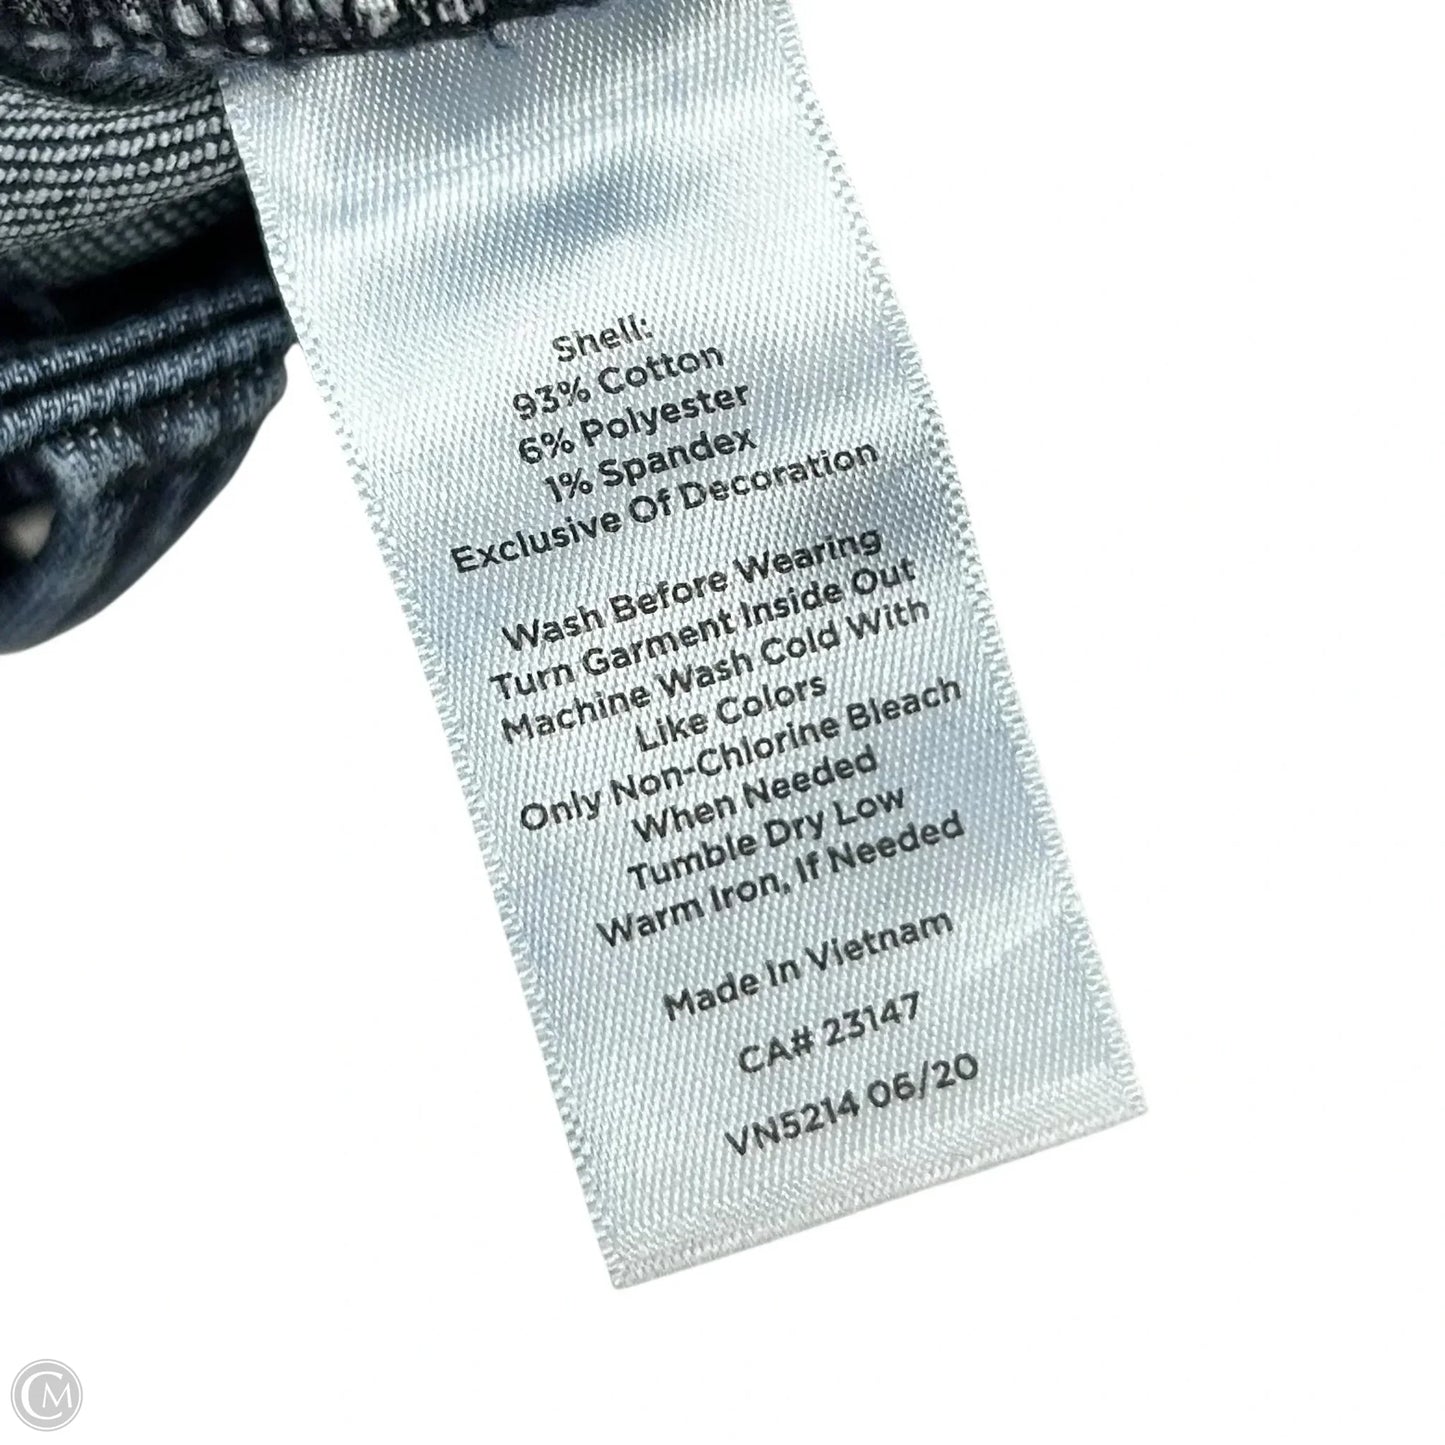 Shell:
93% Cotton
6% Polyester
1% Spandex
Exclusive Of Decoration
Wash Before Wearing
Turn Garment Inside Out
Machine Wash Cold With
Like Colors
Only Non-Chlorine Bleach
When Needed
Tumble Dry Low
Warm Iron, If Needed
Made In Vietnam
CA# 23147
VN5214 06/20
CM